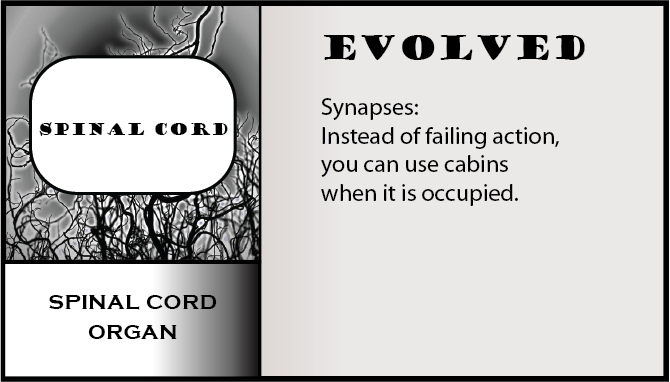 SPINAL CORD
SPINAL CORD
ORGAN
EVOLVED
Synapses:
Instead of failing action,
you can use cabins
when it is occupied.